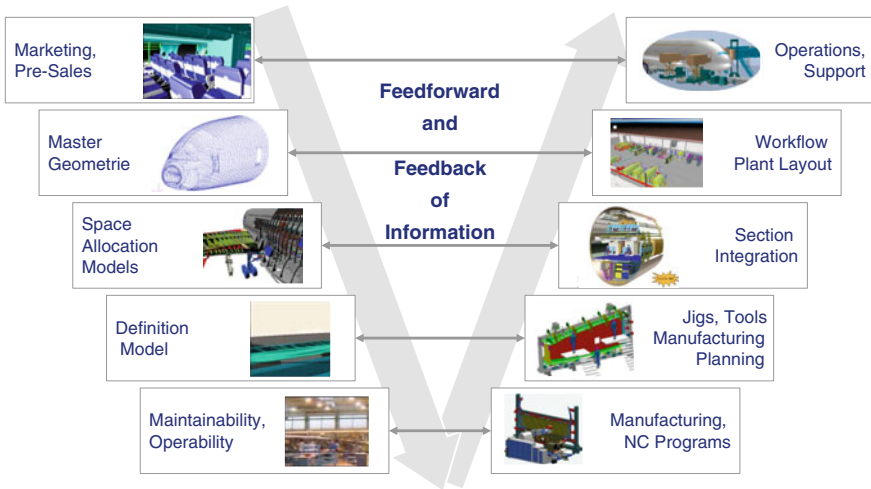 Marketing,
Pre-Sales
Operations,
Support
Feedforward
and
Feedback
of
Information
Master
Geometrie
Workflow
Plant Layout
Space
Allocation
Models
Section
Integration
Definition
Model
Jigs, Tools
Manufacturing
Planning
Maintainability,
Operability
Manufacturing,
NC Programs